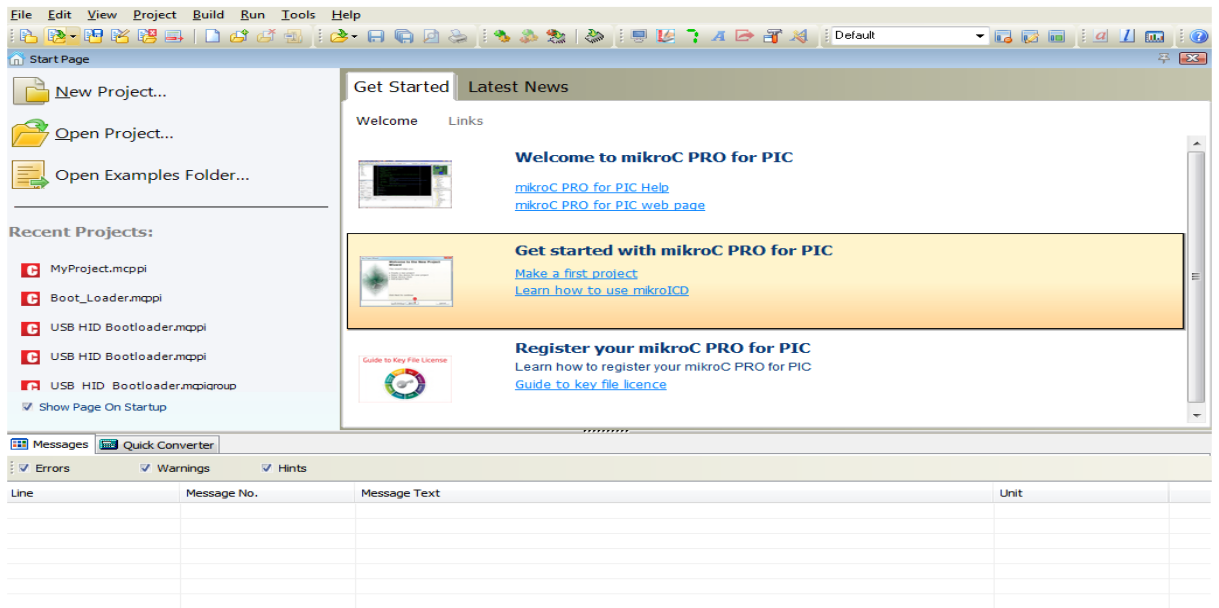 File Edit View Project Build Run Tools Help
Default
Start Page
New Project...
Open Project...
Open Examples Folder...
Recent Projects:
MyProject.mcppi
Boot_Loader.mcppi
USB HID Bootloader.mcppi
USB HID Bootloader.mcppi
USB HID Bootloader.mcpigroup
Show Page On Startup
Get Started Latest News
Welcome Links
Welcome to mikroC PRO for PIC
mikroC PRO for PIC Help
mikroC PRO for PIC web page
Get started with mikroC PRO for PIC
Make a first project
Learn how to use mikroICD
Guide to Key File License
Register your mikroC PRO for PIC
Learn how to register your mikroC PRO for PIC
Guide to key file licence
Messages Quick Converter
Errors Warnings Hints
Line Message No. Message Text Unit